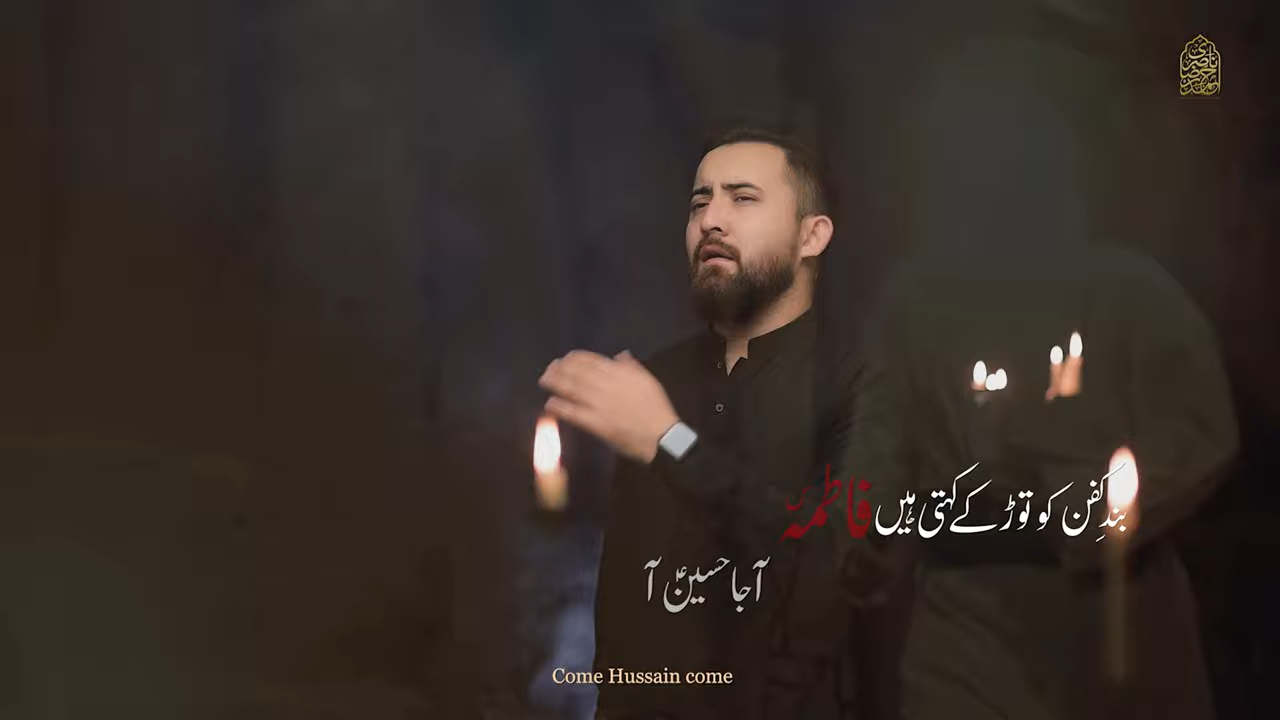 بندِ کفن کو توڑ کے کہتی ہیں فاطمہؑ
آجا حسینؑ آ
Come Hussain come